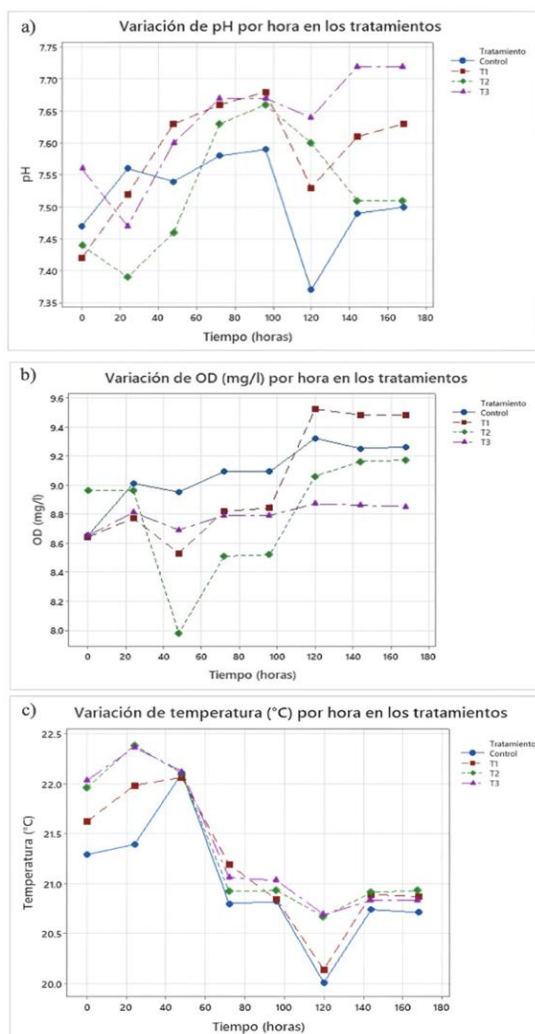 a)
Variación de pH por hora en los tratamientos
7.75
7.70
7.65
7.60
7.55
7.50
7.45
7.40
7.35
pH
0 20 40 60 80 100 120 140 160 180
Tiempo (horas)
Tratamiento
Control
T1
T2
T3
b)
Variación de OD (mg/l) por hora en los tratamientos
9.6
9.4
9.2
9.0
8.8
8.6
8.4
8.2
8.0
OD (mg/l)
0 20 40 60 80 100 120 140 160 180
Tiempo (horas)
Tratamiento
Control
T1
T2
T3
c)
Variación de temperatura (°C) por hora en los tratamientos
22.5
22.0
21.5
21.0
20.5
20.0
Temperatura (°C)
0 20 40 60 80 100 120 140 160 180
Tiempo (horas)
Tratamiento
Control
T1
T2
T3